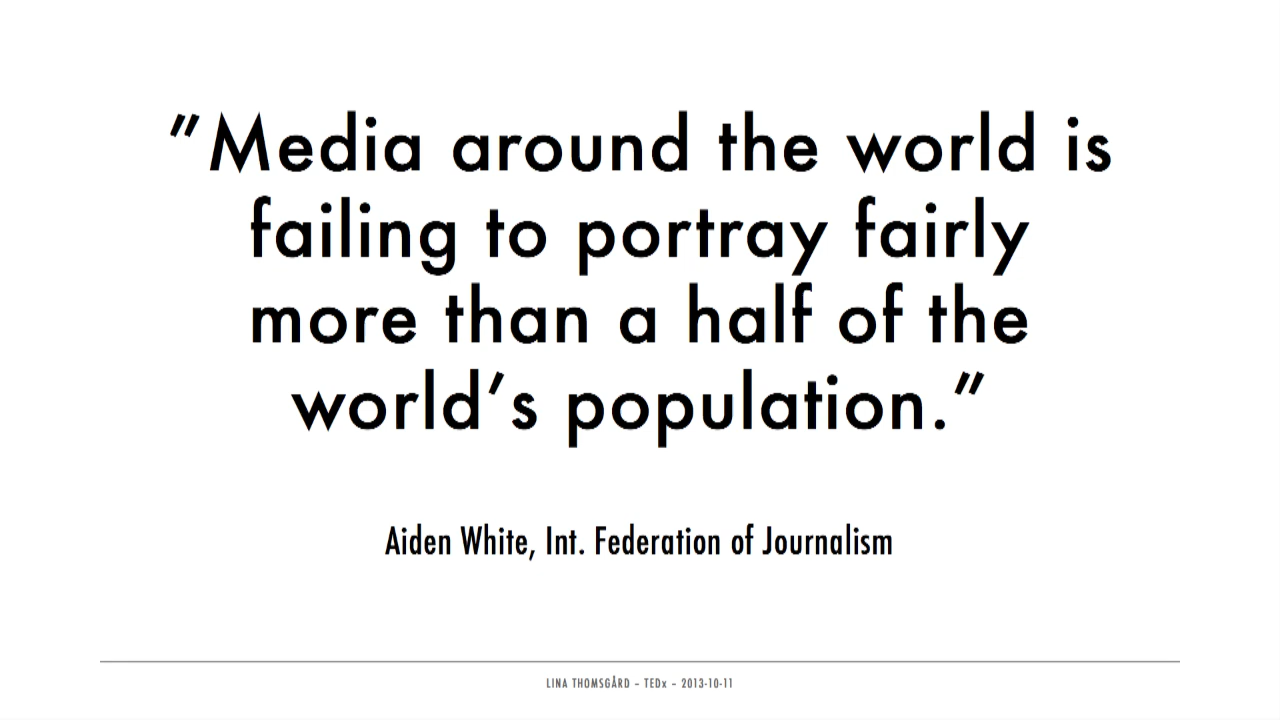 ”Media around the world is
failing to portray fairly
more than a half of the
world’s population.”
Aiden White, Int. Federation of Journalism
LINA THOMSGÅRD – TEDx – 2013-10-11